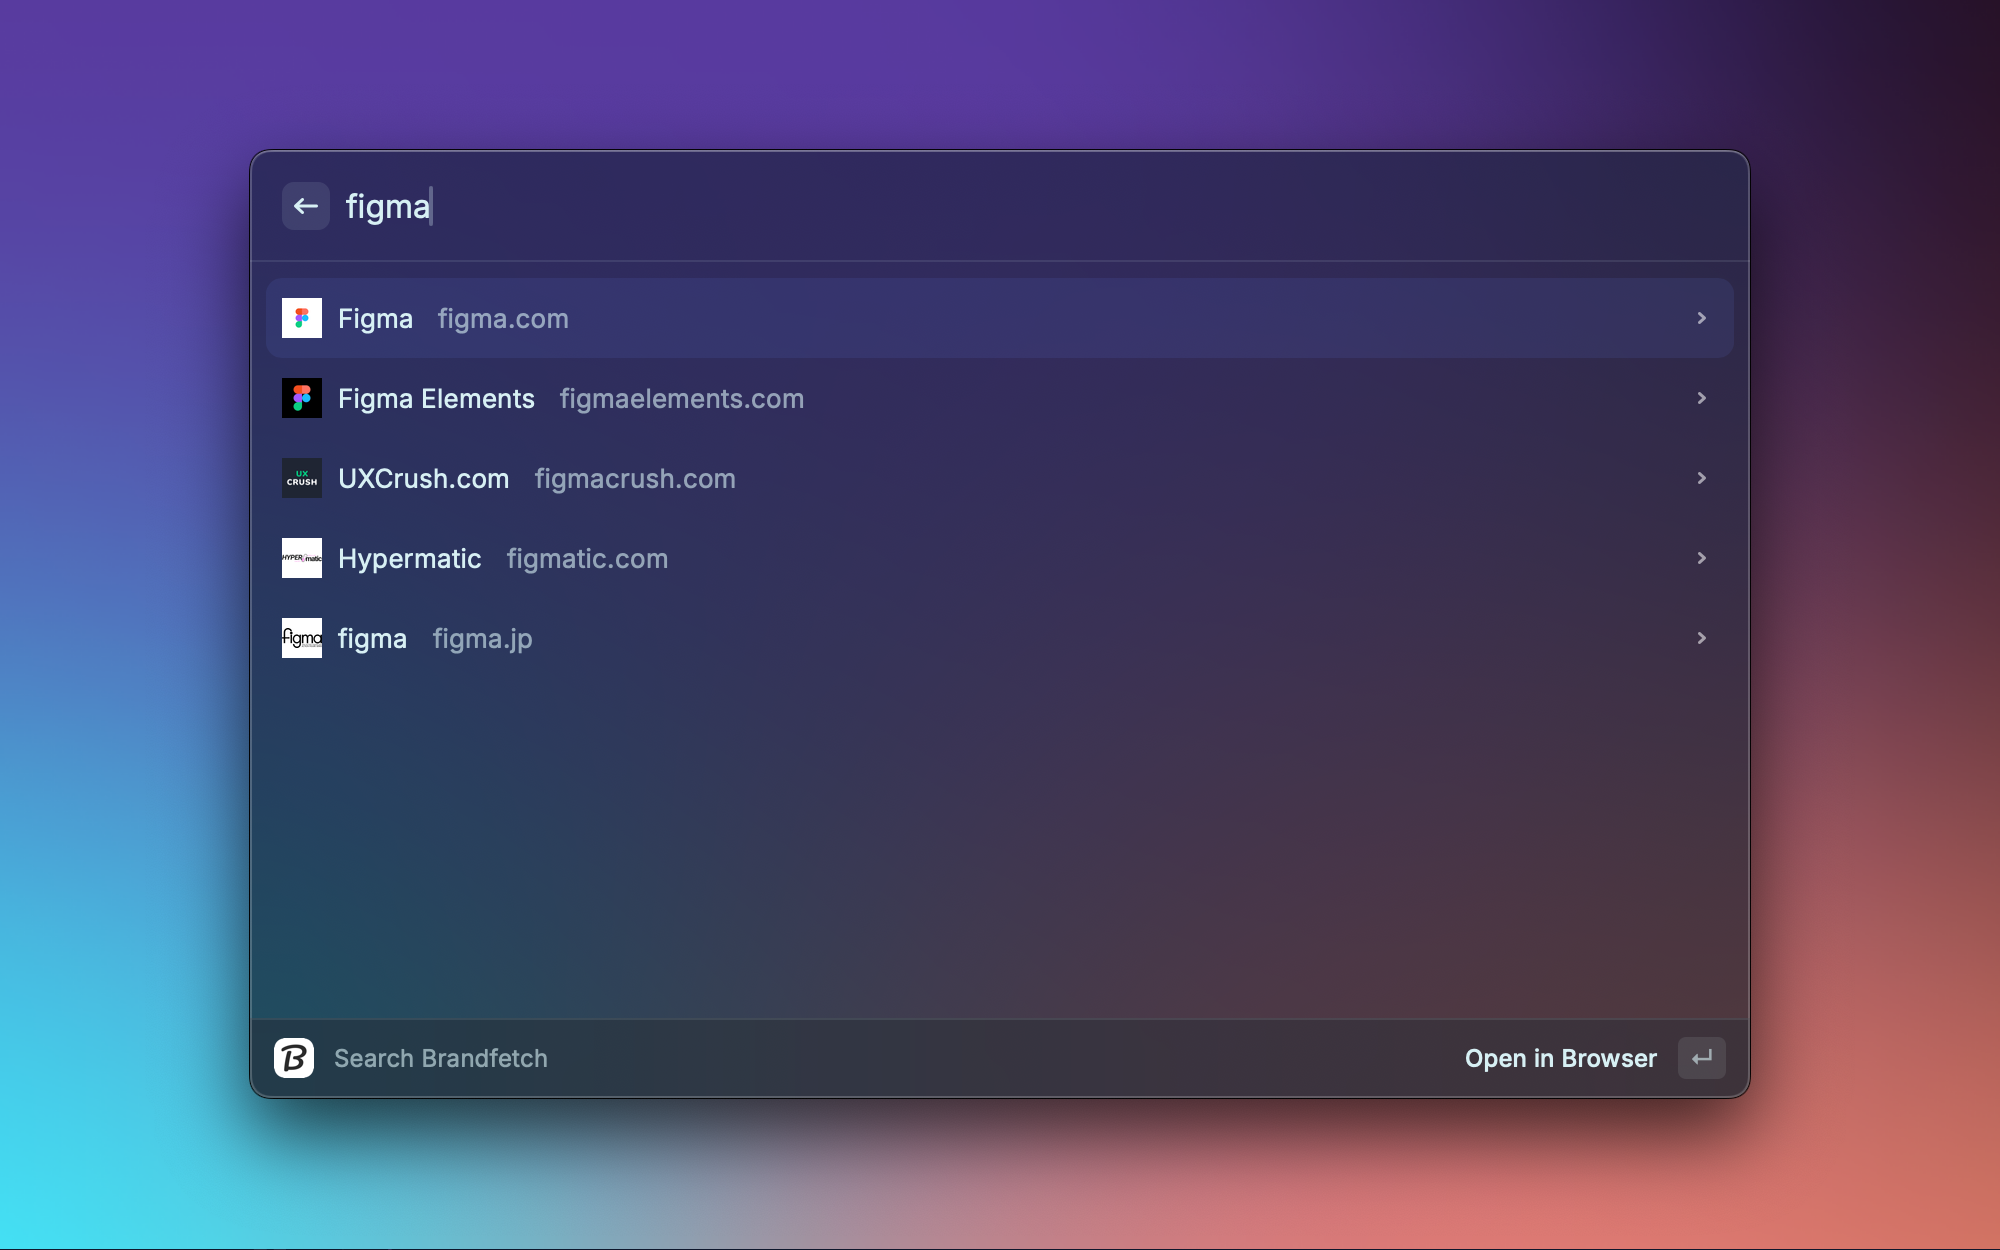 figma
Figma figma.com
Figma Elements figmaelements.com
UX
CRUSH
UXCrush.com figmacrush.com
HYPER matic
Hypermatic figmatic.com
figma
figma figma.jp
B
Search Brandfetch
Open in Browser